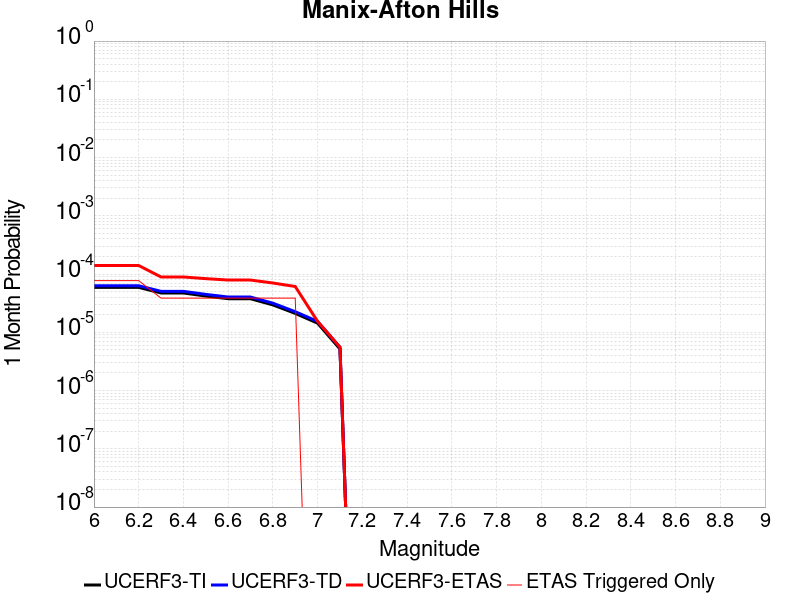 Manix-Afton Hills
1 Month Probability
10^0
10^-1
10^-2
10^-3
10^-4
10^-5
10^-6
10^-7
10^-8
6 6.2 6.4 6.6 6.8 7 7.2 7.4 7.6 7.8 8 8.2 8.4 8.6 8.8 9
Magnitude
UCERF3-TI UCERF3-TD UCERF3-ETAS ETAS Triggered Only